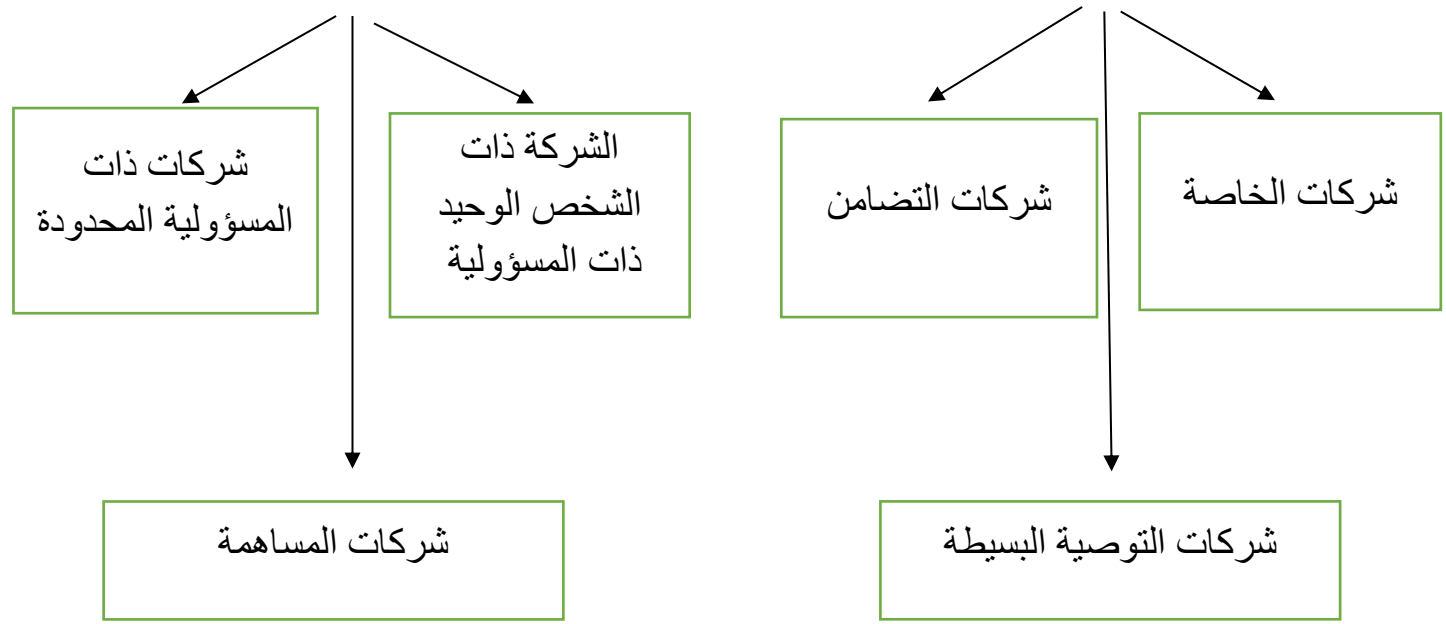 شركات الخاصة
شركات التضامن
الشركة ذات
الشخص الوحيد
ذات المسؤولية
شركات ذات
المسؤولية المحدودة
شركات التوصية البسيطة
شركات المساهمة